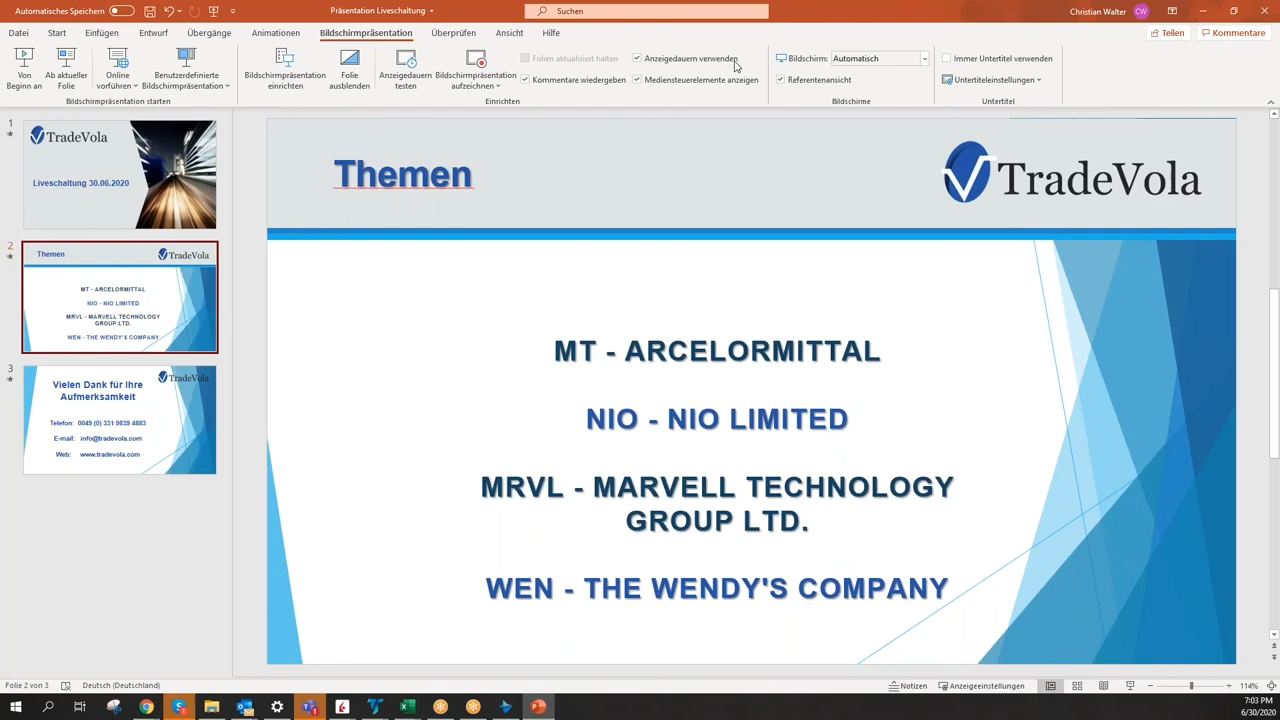 Automatisches Speichern
Präsentation Liveschaltung
Suchen
Christian Walter
CW
Datei
Start
Einfügen
Entwurf
Übergänge
Animationen
Bildschirmpräsentation
Überprüfen
Ansicht
Hilfe
Teilen
Kommentare
Von
Beginn an
Ab aktueller
Folie
Online
vorführen
Benutzerdefinierte
Bildschirmpräsentation
Bildschirmpräsentation
einrichten
Folie
ausblenden
Anzeigedauern
testen
Bildschirmpräsentation
aufzeichnen
Folien aktualisiert halten
Kommentare wiedergeben
Anzeigedauern verwenden
Mediensteuerelemente anzeigen
Bildschirm:
Automatisch
Referentenansicht
Immer Untertitel verwenden
Untertiteleinstellungen
Bildschirmpräsentation starten
Einrichten
Bildschirme
Untertitel
1
TradeVola
Liveschaltung 30.06.2020
2
Themen
TradeVola
MT - ARCELORMITTAL
NIO - NIO LIMITED
MRVL - MARVELL TECHNOLOGY
GROUP LTD.
WEN - THE WENDY'S COMPANY
3
TradeVola
Vielen Dank für Ihre
Aufmerksamkeit
Telefon: 0049 (0) 331 9839 4883
E-mail: info@tradevola.com
Web: www.tradevola.com
Themen
TradeVola
MT - ARCELORMITTAL
NIO - NIO LIMITED
MRVL - MARVELL TECHNOLOGY
GROUP LTD.
WEN - THE WENDY'S COMPANY
Folie 2 von 3
Deutsch (Deutschland)
Notizen
Anzeigeeinstellungen
114%
7:03 PM
6/30/2020